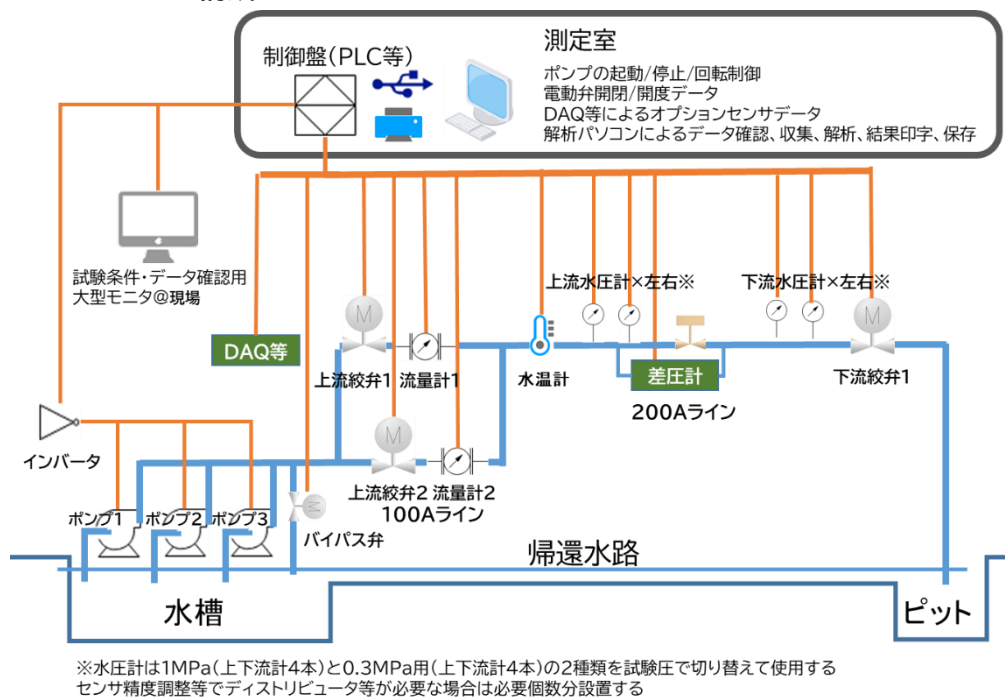 制御盤(PLC等)
測定室
ポンプの起動/停止/回転制御
電動弁開閉/開度データ
DAQ等によるオプションセンサデータ
解析パソコンによるデータ確認、収集、解析、結果印字、保存
試験条件・データ確認用
大型モニタ@現場
上流水圧計×左右※
下流水圧計×左右※
M
M
DAQ等
上流絞弁1
流量計1
水温計
差圧計
下流絞弁1
200Aライン
M
インバータ
上流絞弁2
流量計2
100Aライン
M
ポンプ1
ポンプ2
ポンプ3
バイパス弁
帰還水路
水槽
ピット
※水圧計は1MPa(上下流計4本)と0.3MPa用(上下流計4本)の2種類を試験圧で切り替えて使用する
センサ精度調整等でディストリビュータ等が必要な場合は必要個数分設置する